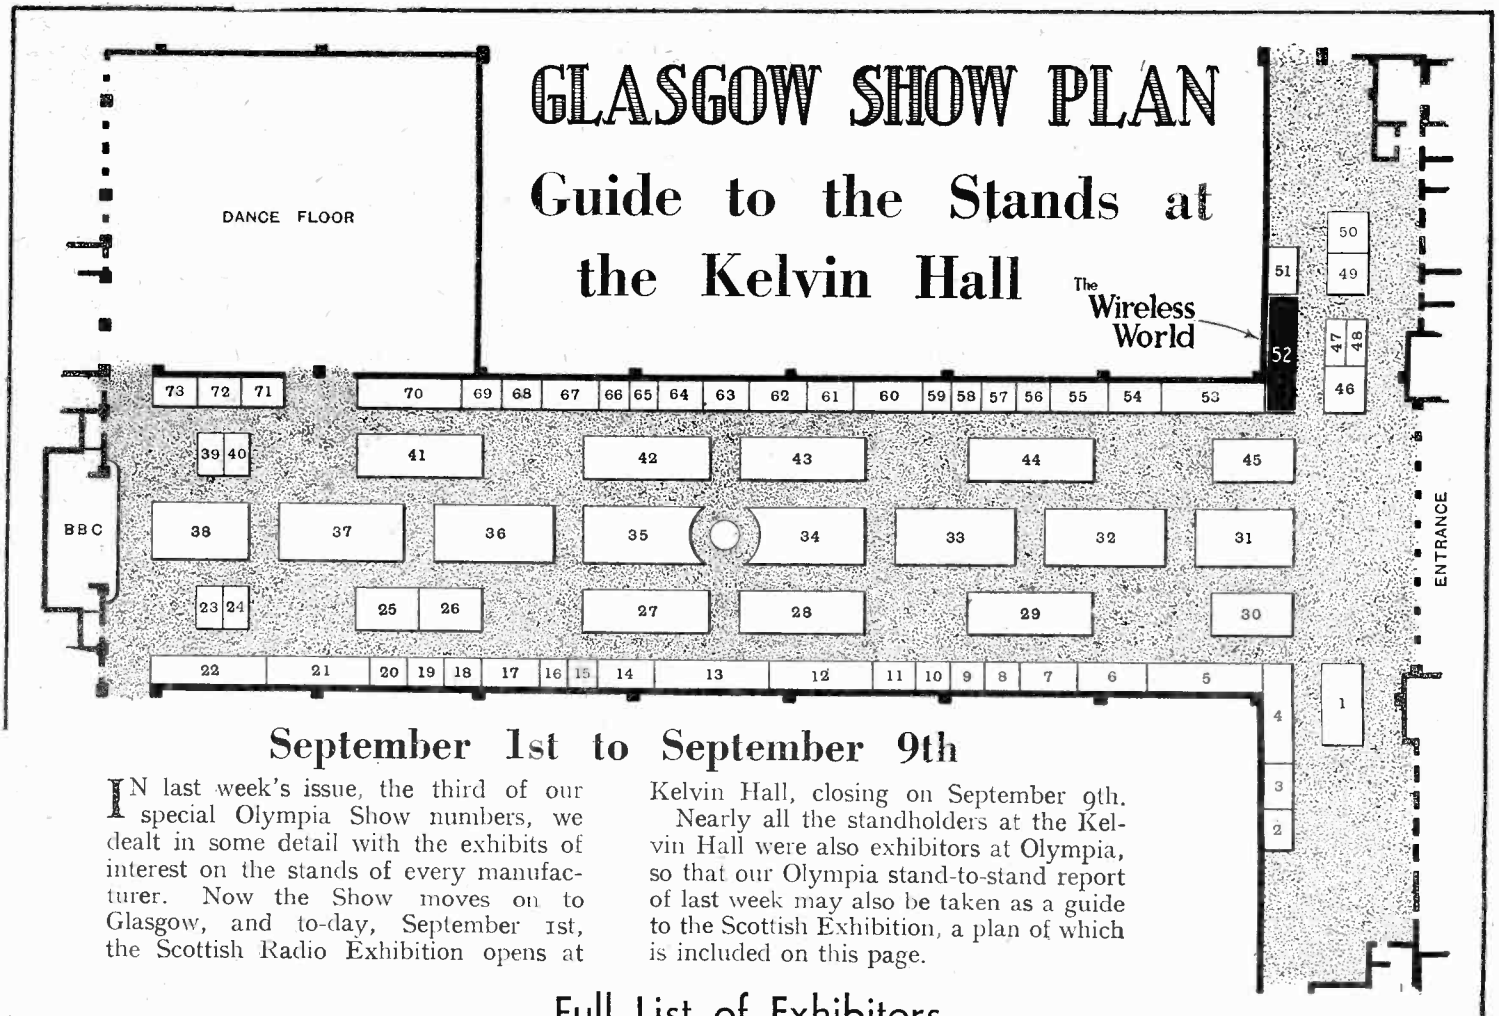 GLASGOW SHOW PLAN
Guide to the Stands at
the Kelvin Hall
The
Wireless
World
DANCE FLOOR
50
51
49
52
47 48
46
73 72 71 70 69 68 67 66 65 64 63 62 61 60 59 58 57 56 55 54 53
39 40 41 42 43 44 45
BBC
38 37 36 35 34 33 32 31
ENTRANCE
23 24 25 26 27 28 29 30
22 21 20 19 18 17 16 15 14 13 12 11 10 9 8 7 6 5
4
1
3
2
September 1st to September 9th
IN last week's issue, the third of our
special Olympia Show numbers, we
dealt in some detail with the exhibits of
interest on the stands of every manufac-
turer. Now the Show moves on to
Glasgow, and to-day, September 1st,
the Scottish Radio Exhibition opens at
Kelvin Hall, closing on September 9th.
Nearly all the standholders at the Kel-
vin Hall were also exhibitors at Olympia,
so that our Olympia stand-to-stand report
of last week may also be taken as a guide
to the Scottish Exhibition, a plan of which
is included on this page.
Full List of Exhibitors